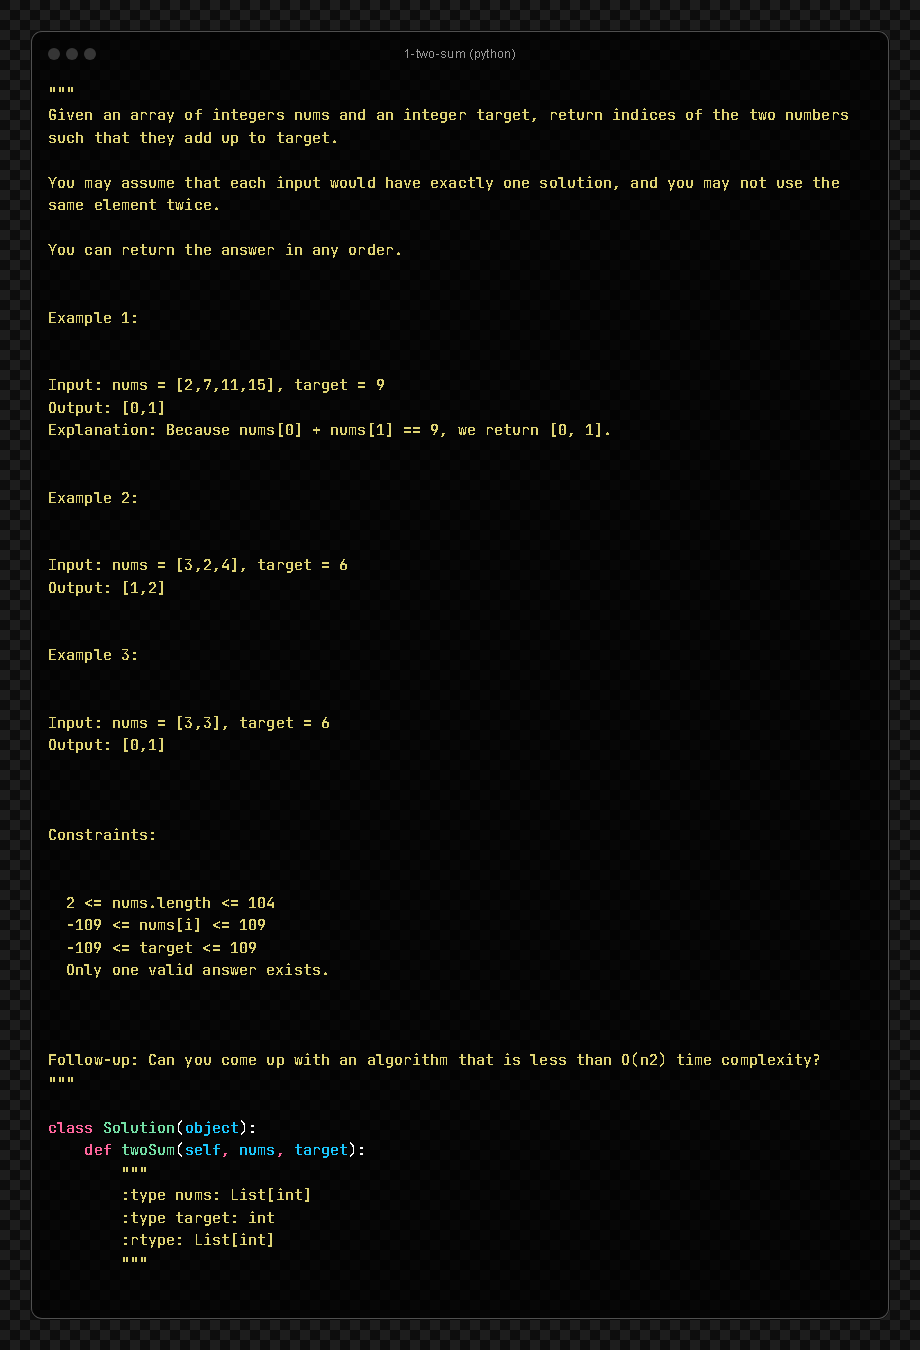 1-two-sum (python)
"""
Given an array of integers nums and an integer target, return indices of the two numbers
such that they add up to target.

You may assume that each input would have exactly one solution, and you may not use the
same element twice.

You can return the answer in any order.


Example 1:


Input: nums = [2,7,11,15], target = 9
Output: [0,1]
Explanation: Because nums[0] + nums[1] == 9, we return [0, 1].


Example 2:


Input: nums = [3,2,4], target = 6
Output: [1,2]


Example 3:


Input: nums = [3,3], target = 6
Output: [0,1]



Constraints:


  2 <= nums.length <= 104
  -109 <= nums[i] <= 109
  -109 <= target <= 109
  Only one valid answer exists.



Follow-up: Can you come up with an algorithm that is less than O(n2) time complexity?
"""

class Solution(object):
    def twoSum(self, nums, target):
        """
        :type nums: List[int]
        :type target: int
        :rtype: List[int]
        """